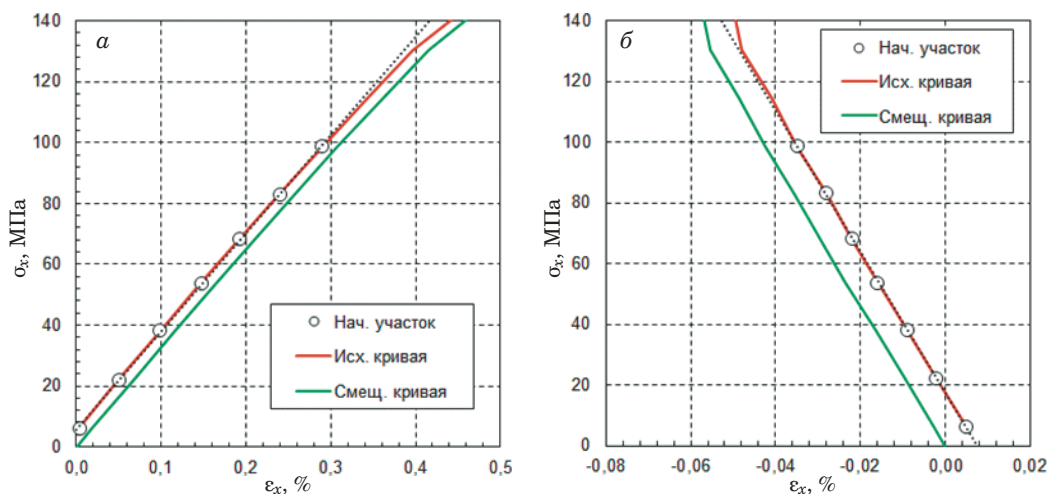 а
σx, МПа
140
120
100
80
60
40
20
0
Нач. участок
Исх. кривая
Смещ. кривая
0,0 0,1 0,2 0,3 0,4 0,5
εx, %
б
σx, МПа
140
120
100
80
60
40
20
0
Нач. участок
Исх. кривая
Смещ. кривая
-0.08 -0,06 -0,04 -0,02 0,00 0,02
εx, %